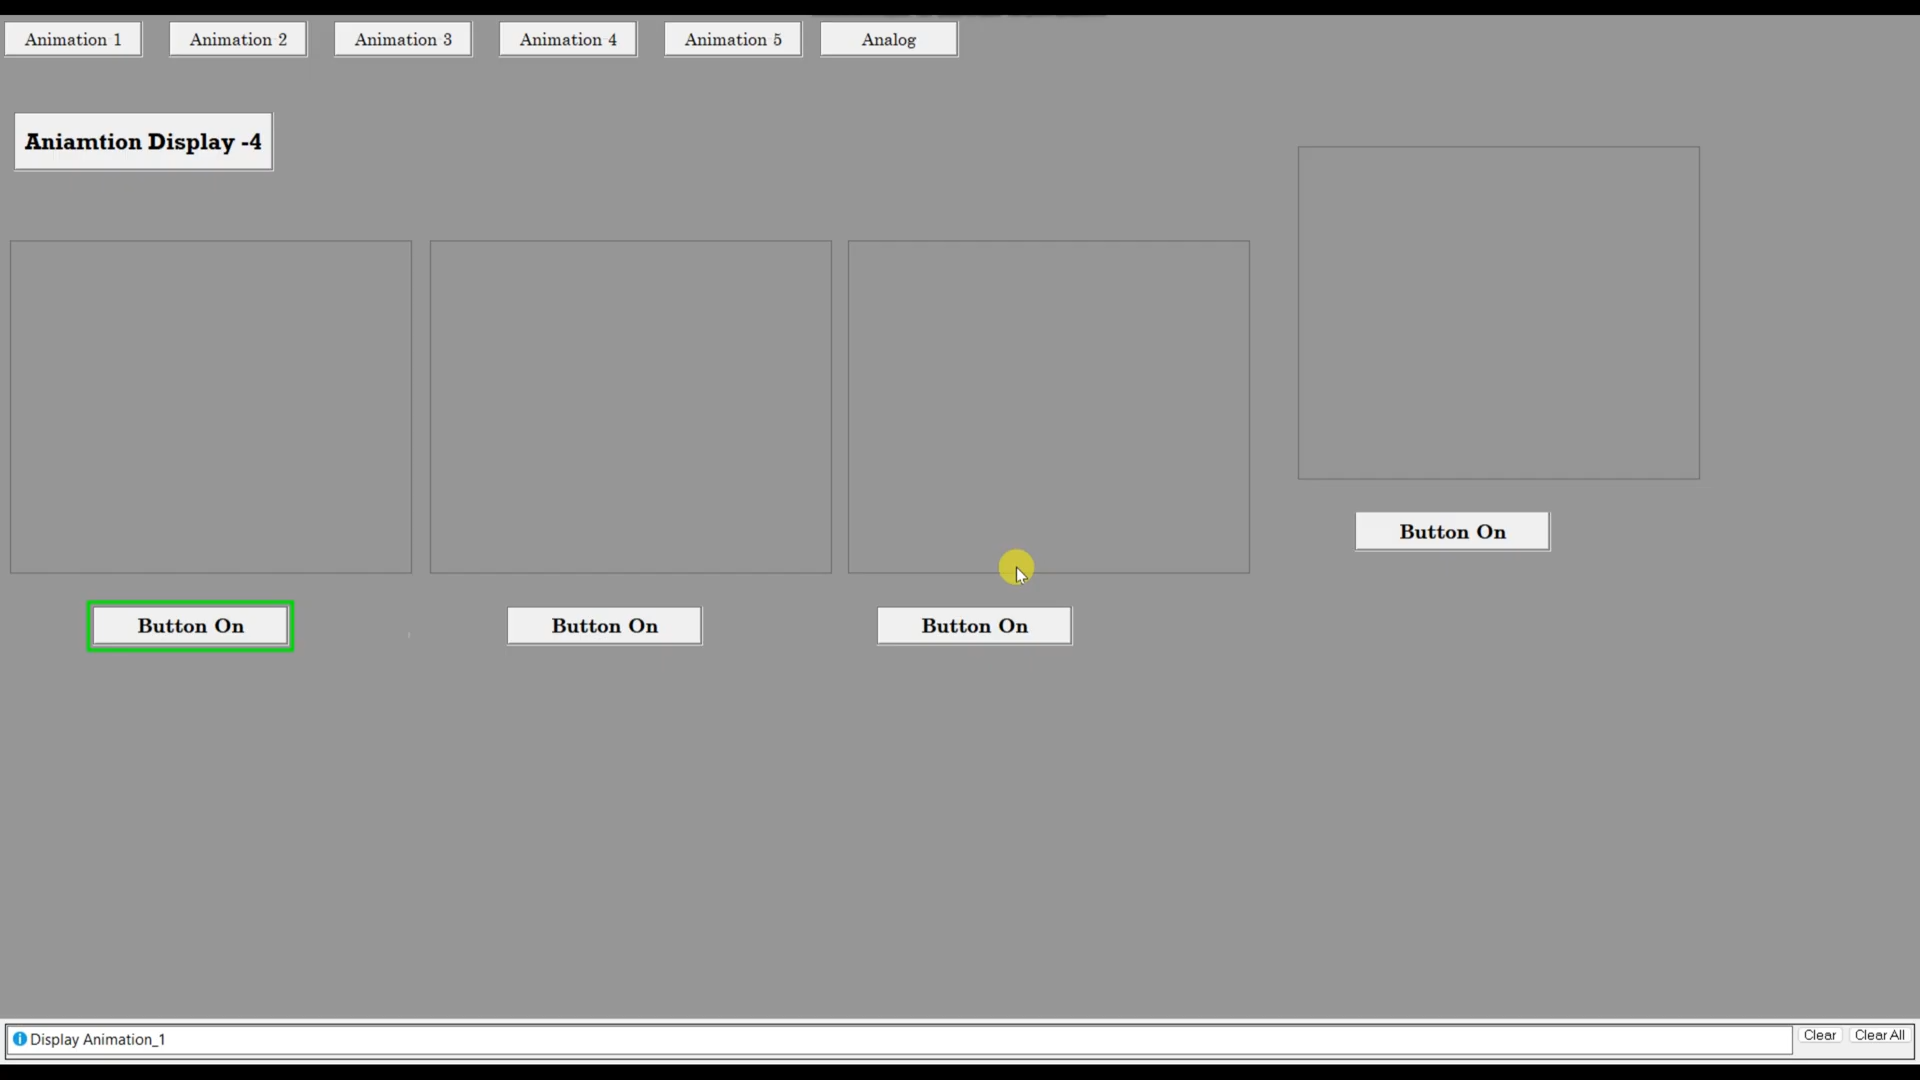 Animation 1
Animation 2
Animation 3
Animation 4
Animation 5
Analog
Aniamtion Display -4
Button On
Button On
Button On
Button On
Display Animation_1
Clear
Clear All